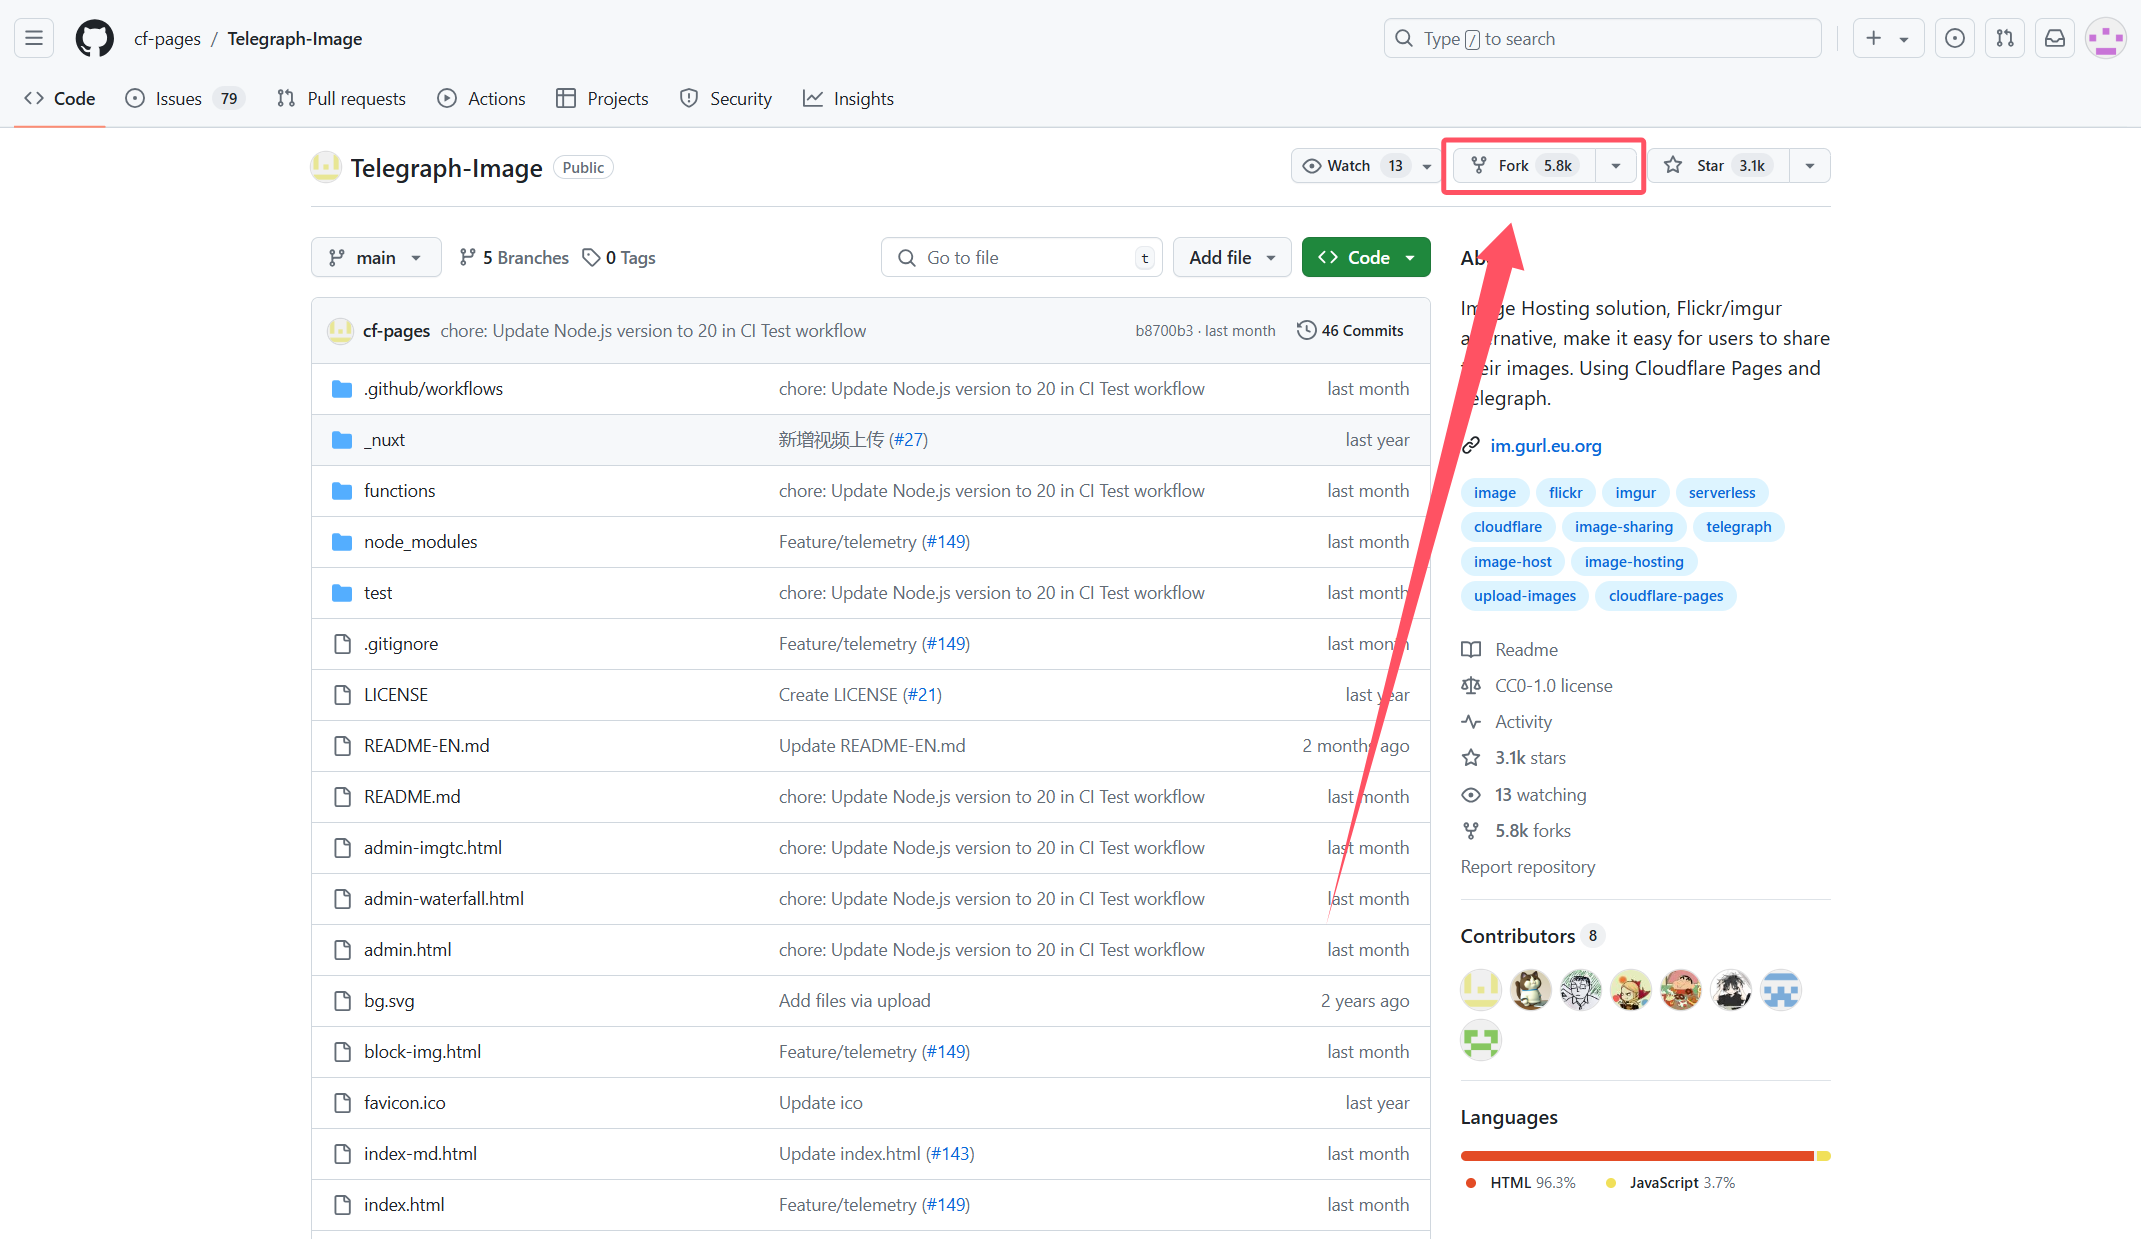 cf-pages / Telegraph-Image
Type / to search
Code
Issues 79
Pull requests
Actions
Projects
Security
Insights
Telegraph-Image Public
Watch 13
Fork 5.8k
Star 3.1k
main
5 Branches
0 Tags
Go to file t
Add file
Code
cf-pages chore: Update Node.js version to 20 in CI Test workflow b8700b3 · last month 46 Commits
.github/workflows chore: Update Node.js version to 20 in CI Test workflow last month
_nuxt 新增视频上传 (#27) last year
functions chore: Update Node.js version to 20 in CI Test workflow last month
node_modules Feature/telemetry (#149) last month
test chore: Update Node.js version to 20 in CI Test workflow last month
.gitignore Feature/telemetry (#149) last month
LICENSE Create LICENSE (#21) last year
README-EN.md Update README-EN.md 2 months ago
README.md chore: Update Node.js version to 20 in CI Test workflow last month
admin-imgtc.html chore: Update Node.js version to 20 in CI Test workflow last month
admin-waterfall.html chore: Update Node.js version to 20 in CI Test workflow last month
admin.html chore: Update Node.js version to 20 in CI Test workflow last month
bg.svg Add files via upload 2 years ago
block-img.html Feature/telemetry (#149) last month
favicon.ico Update ico last year
index-md.html Update index.html (#143) last month
index.html Feature/telemetry (#149) last month
Image Hosting solution, Flickr/imgur
alternative, make it easy for users to share
their images. Using Cloudflare Pages and
Telegraph.
im.gurl.eu.org
image flickr imgur serverless
cloudflare image-sharing telegraph
image-host image-hosting
upload-images cloudflare-pages
Readme
CC0-1.0 license
Activity
3.1k stars
13 watching
5.8k forks
Report repository
Contributors 8
Languages
HTML 96.3% JavaScript 3.7%